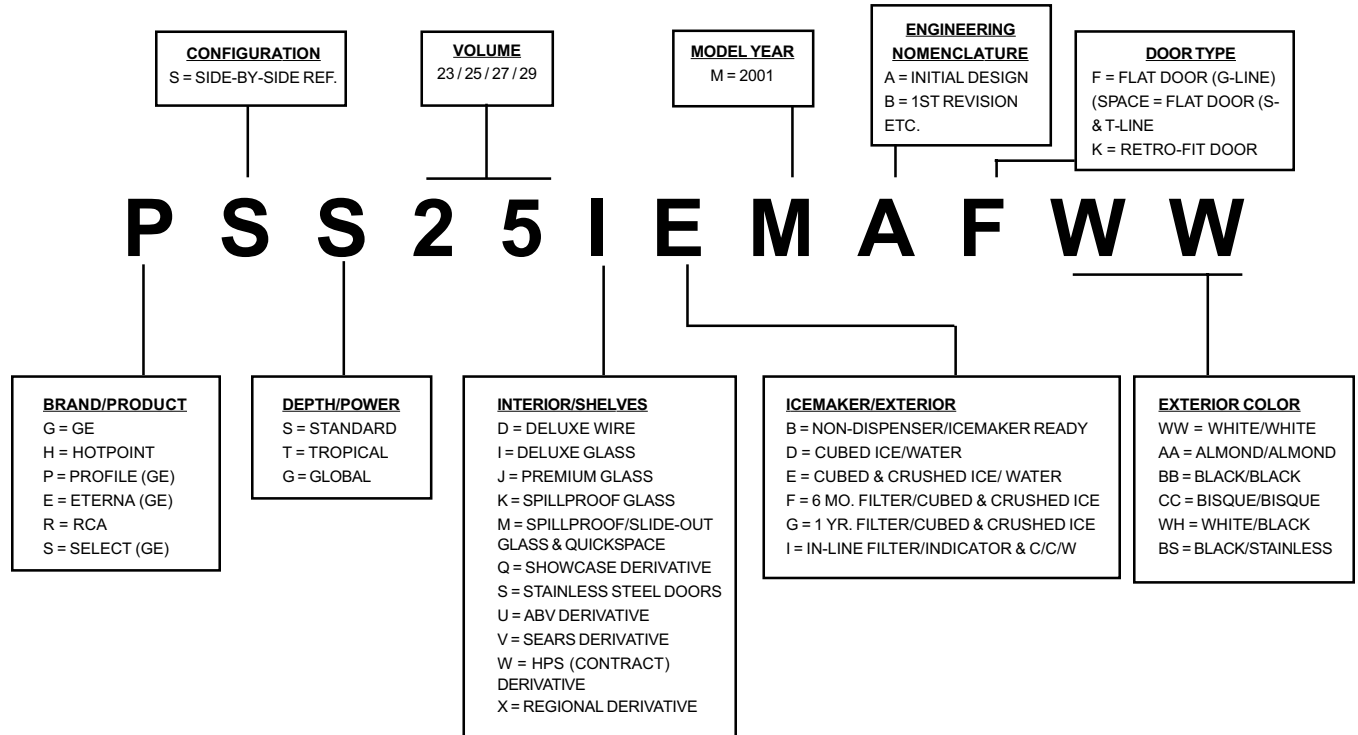 CONFIGURATION
S = SIDE-BY-SIDE REF.
VOLUME
23 / 25 / 27 / 29
MODEL YEAR
M = 2001
ENGINEERING
NOMENCLATURE
A = INITIAL DESIGN
B = 1ST REVISION
ETC.
DOOR TYPE
F = FLAT DOOR (G-LINE)
(SPACE = FLAT DOOR (S-
& T-LINE
K = RETRO-FIT DOOR
P S S 2 5 I E M A F W W
BRAND/PRODUCT
G = GE
H = HOTPOINT
P = PROFILE (GE)
E = ETERNA (GE)
R = RCA
S = SELECT (GE)
DEPTH/POWER
S = STANDARD
T = TROPICAL
G = GLOBAL
INTERIOR/SHELVES
D = DELUXE WIRE
I = DELUXE GLASS
J = PREMIUM GLASS
K = SPILLPROOF GLASS
M = SPILLPROOF/SLIDE-OUT
GLASS & QUICKSPACE
Q = SHOWCASE DERIVATIVE
S = STAINLESS STEEL DOORS
U = ABV DERIVATIVE
V = SEARS DERIVATIVE
W = HPS (CONTRACT)
DERIVATIVE
X = REGIONAL DERIVATIVE
ICEMAKER/EXTERIOR
B = NON-DISPENSER/ICEMAKER READY
D = CUBED ICE/WATER
E = CUBED & CRUSHED ICE/ WATER
F = 6 MO. FILTER/CUBED & CRUSHED ICE
G = 1 YR. FILTER/CUBED & CRUSHED ICE
I = IN-LINE FILTER/INDICATOR & C/C/W
EXTERIOR COLOR
WW = WHITE/WHITE
AA = ALMOND/ALMOND
BB = BLACK/BLACK
CC = BISQUE/BISQUE
WH = WHITE/BLACK
BS = BLACK/STAINLESS